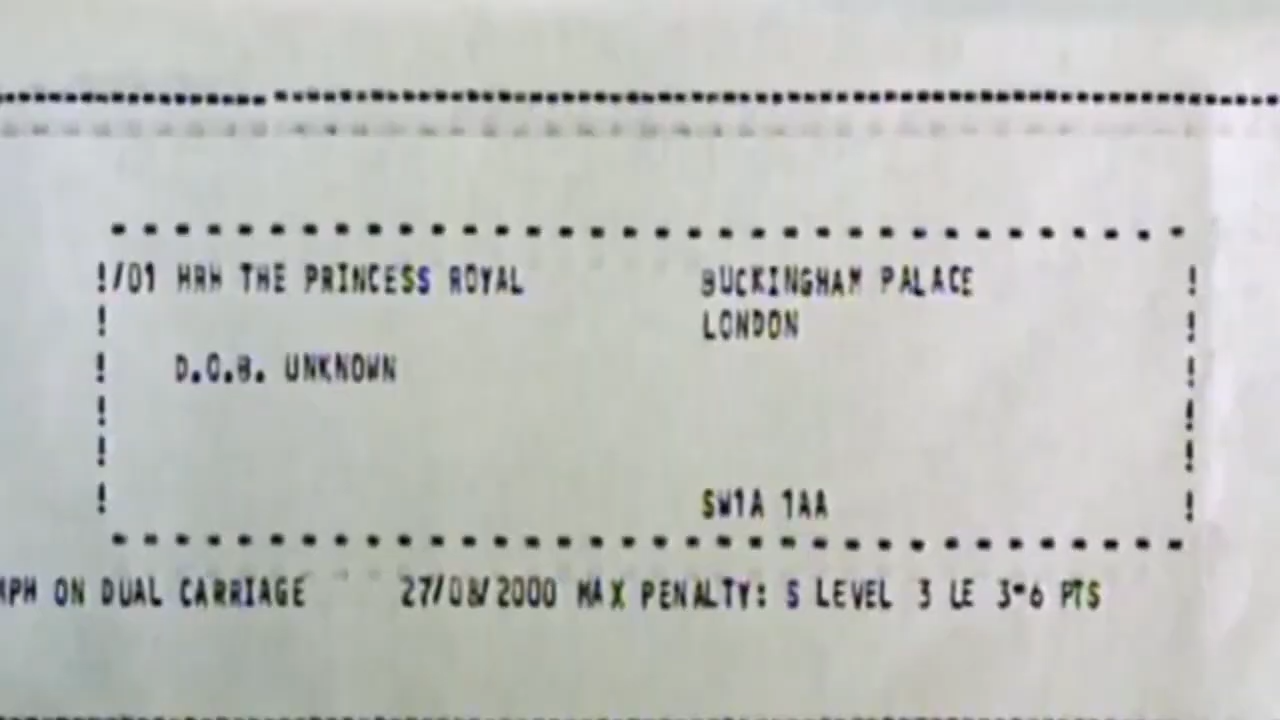 !/01 HRH THE PRINCESS ROYAL BUCKINGHAM PALACE !
! LONDON !
! D.O.B. UNKNOWN !
! !
! !
! SW1A 1AA !
MPH ON DUAL CARRIAGE 27/08/2000 MAX PENALTY: S LEVEL 3 LE 3-6 PTS